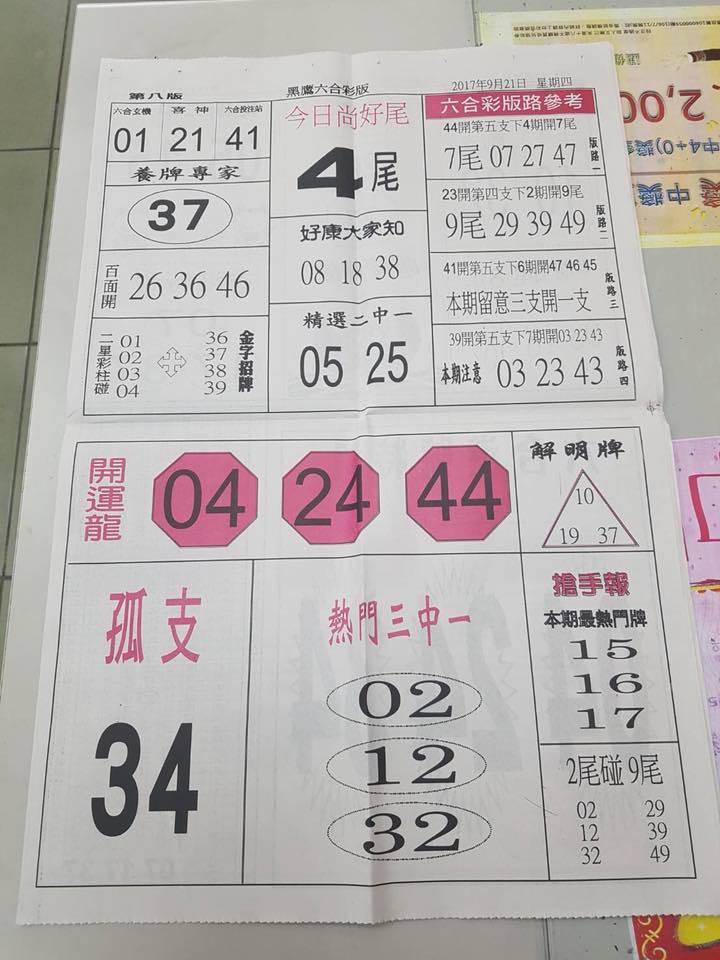 第八版
黑鷹六合彩版
2017年9月21日 星期四
六合玄機 喜神 六合投注站
01 21 41
養牌專家
37
百面開
26 36 46
二星彩柱碰
01 36
02 37
03 38
04 39
金字招牌
今日尚好尾
4尾
好康大家知
08 18 38
精選二中一
05 25
六合彩版路參考
44開第五支下4期開7尾
7尾 07 27 47
版路一
23開第四支下2期開9尾
9尾 29 39 49
版路二
41開第五支下6期開47 46 45
本期留意三支開一支
版路三
39開第五支下7期開03 23 43
本期注意 03 23 43
版路四
開運龍
04 24 44
解明牌
10
19 37
孤支
34
熱門三中一
02
12
32
搶手報
本期最熱門牌
15
16
17
2尾碰9尾
02 29
12 39
32 49
2,00
中4+0)獎
中獎